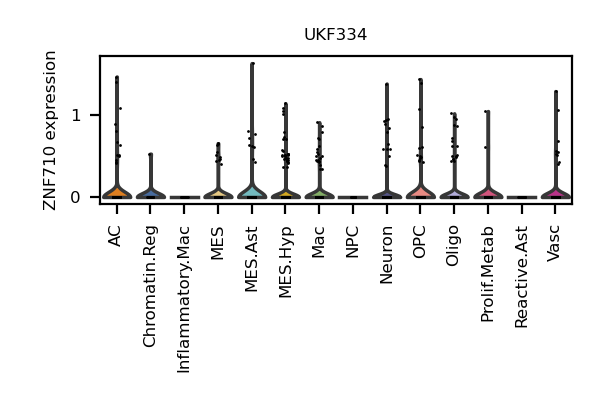 UKF334
ZNF710 expression
1
0
AC
Chromatin.Reg
Inflammatory.Mac
MES
MES.Ast
MES.Hyp
Mac
NPC
Neuron
OPC
Oligo
Prolif.Metab
Reactive.Ast
Vasc